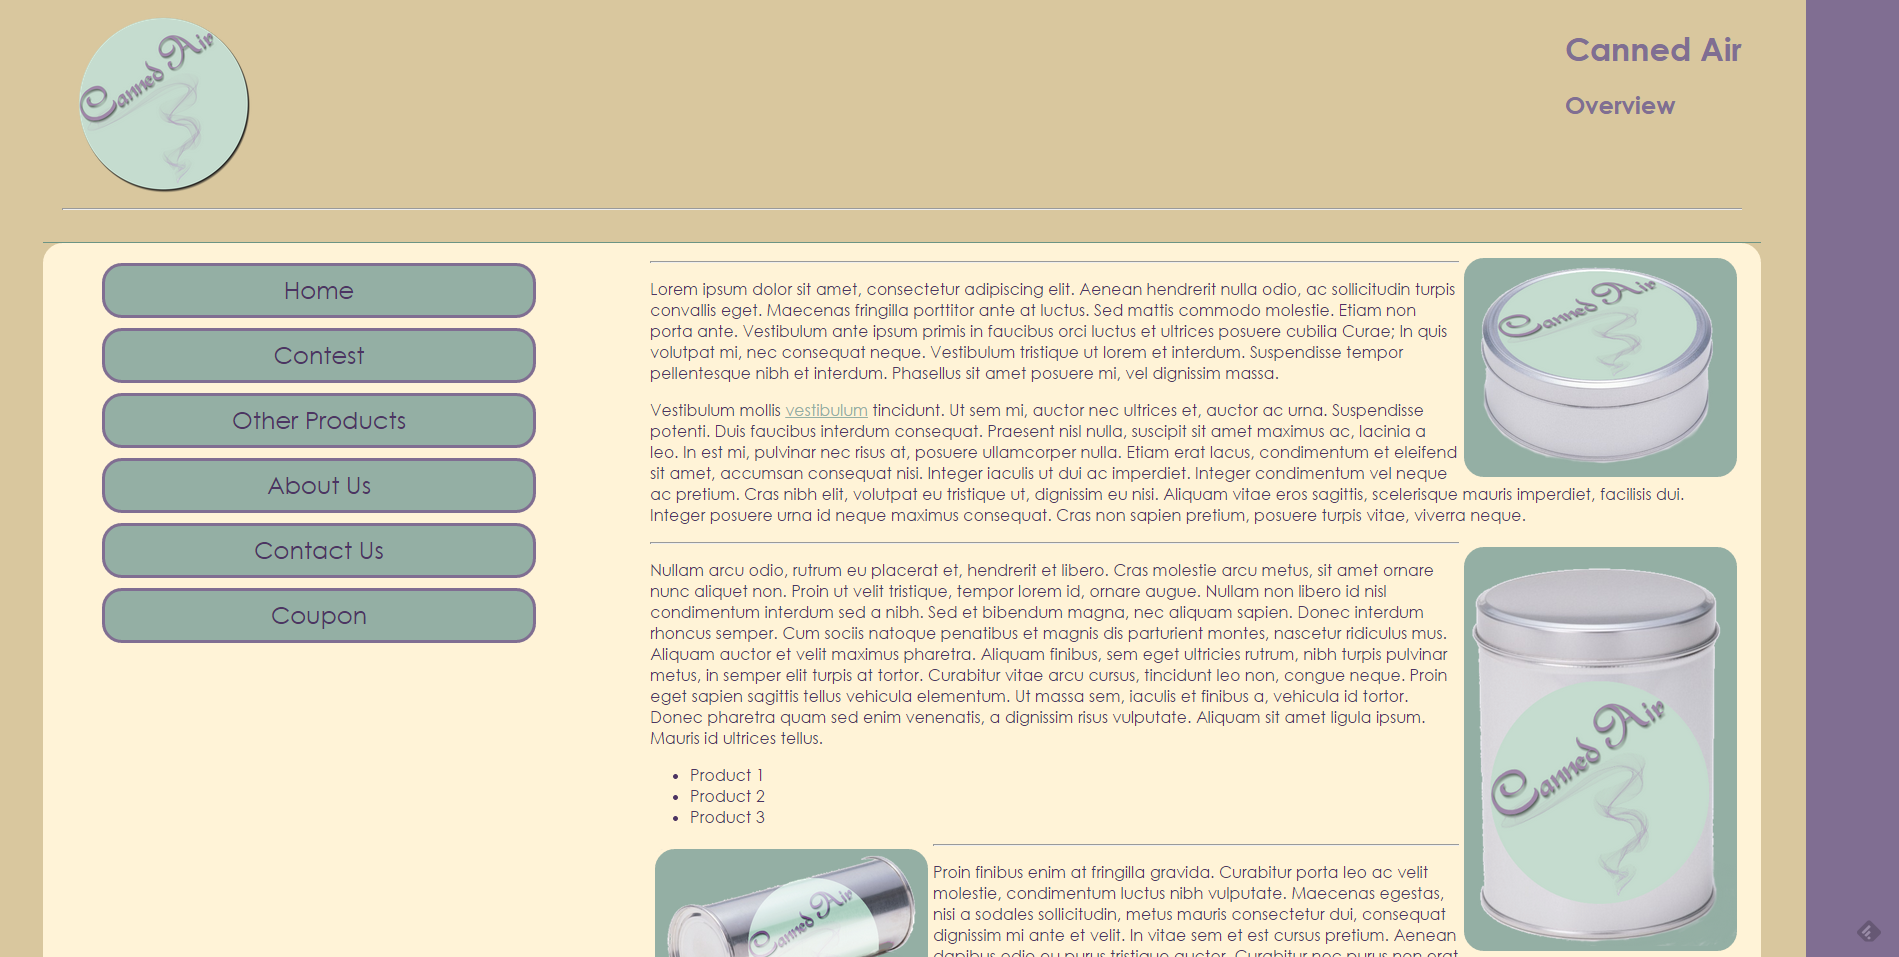 Canned Air
Canned Air
Overview
Home
Contest
Other Products
About Us
Contact Us
Coupon
Lorem ipsum dolor sit amet, consectetur adipiscing elit. Aenean hendrerit nulla odio, ac sollicitudin turpis
convallis eget. Maecenas fringilla porttitor ante at luctus. Sed mattis commodo molestie. Etiam non
porta ante. Vestibulum ante ipsum primis in faucibus orci luctus et ultrices posuere cubilia Curae; In quis
volutpat mi, nec consequat neque. Vestibulum tristique ut lorem et interdum. Suspendisse tempor
pellentesque nibh et interdum. Phasellus sit amet posuere mi, vel dignissim massa.
Canned Air
Vestibulum mollis vestibulum tincidunt. Ut sem mi, auctor nec ultrices et, auctor ac urna. Suspendisse
potenti. Duis faucibus interdum consequat. Praesent nisl nulla, suscipit sit amet maximus ac, lacinia a
leo. In est mi, pulvinar nec risus at, posuere ullamcorper nulla. Etiam erat lacus, condimentum et eleifend
sit amet, accumsan consequat nisi. Integer iaculis ut dui ac imperdiet. Integer condimentum vel neque
ac pretium. Cras nibh elit, volutpat eu tristique ut, dignissim eu nisi. Aliquam vitae eros sagittis, scelerisque mauris imperdiet, facilisis dui.
Integer posuere urna id neque maximus consequat. Cras non sapien pretium, posuere turpis vitae, viverra neque.
Nullam arcu odio, rutrum eu placerat et, hendrerit et libero. Cras molestie arcu metus, sit amet ornare
nunc aliquet non. Proin ut velit tristique, tempor lorem id, ornare augue. Nullam non libero id nisl
condimentum interdum sed a nibh. Sed et bibendum magna, nec aliquam sapien. Donec interdum
rhoncus semper. Cum sociis natoque penatibus et magnis dis parturient montes, nascetur ridiculus mus.
Aliquam auctor et velit maximus pharetra. Aliquam finibus, sem eget ultricies rutrum, nibh turpis pulvinar
metus, in semper elit turpis at tortor. Curabitur vitae arcu cursus, tincidunt leo non, congue neque. Proin
eget sapien sagittis tellus vehicula elementum. Ut massa sem, iaculis et finibus a, vehicula id tortor.
Donec pharetra quam sed enim venenatis, a dignissim risus vulputate. Aliquam sit amet ligula ipsum.
Mauris id ultrices tellus.
Canned Air
Product 1
Product 2
Product 3
Canned Air
Proin finibus enim at fringilla gravida. Curabitur porta leo ac velit
molestie, condimentum luctus nibh vulputate. Maecenas egestas,
nisi a sodales sollicitudin, metus mauris consectetur dui, consequat
dignissim mi ante et velit. In vitae sem et est cursus pretium. Aenean
dapibus odio eu purus tristique auctor. Curabitur nec purus non erat